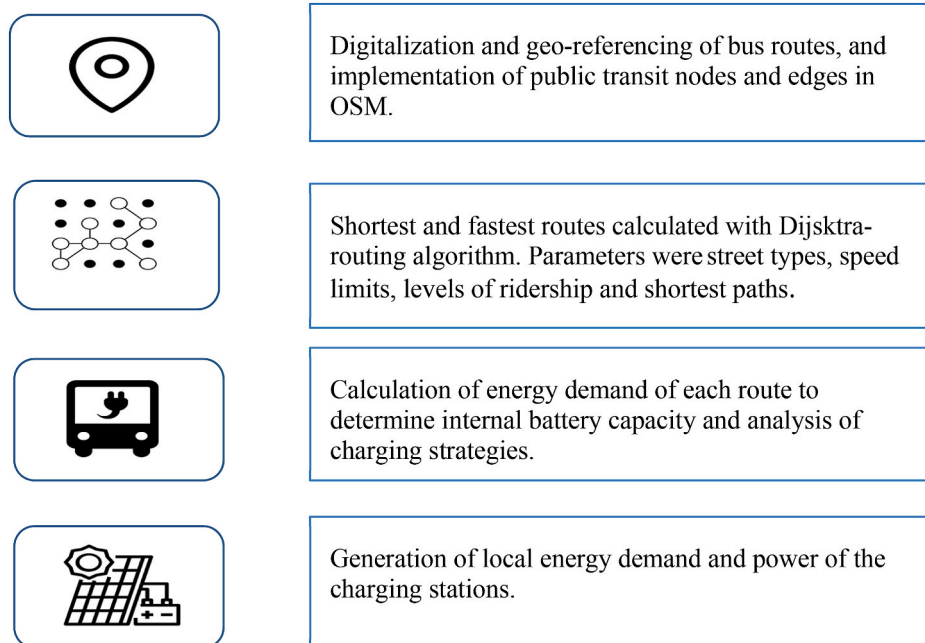 Digitalization and geo-referencing of bus routes, and
implementation of public transit nodes and edges in
OSM.
Shortest and fastest routes calculated with Dijsktra-
routing algorithm. Parameters were street types, speed
limits, levels of ridership and shortest paths.
Calculation of energy demand of each route to
determine internal battery capacity and analysis of
charging strategies.
Generation of local energy demand and power of the
charging stations.